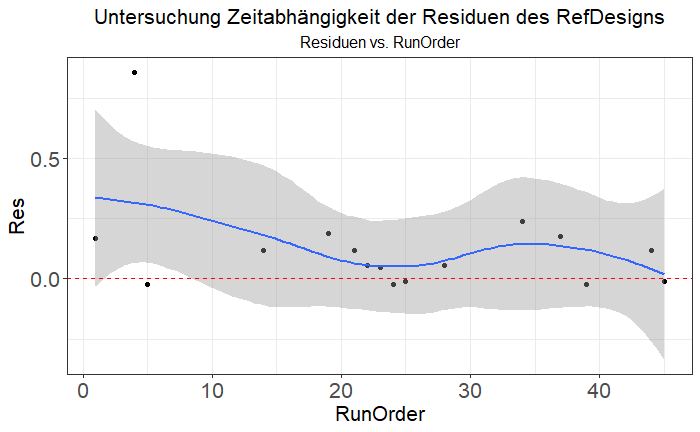 Untersuchung Zeitabhängigkeit der Residuen des RefDesigns
Residuen vs. RunOrder
Res
0.5
0.0
0 10 20 30 40
RunOrder